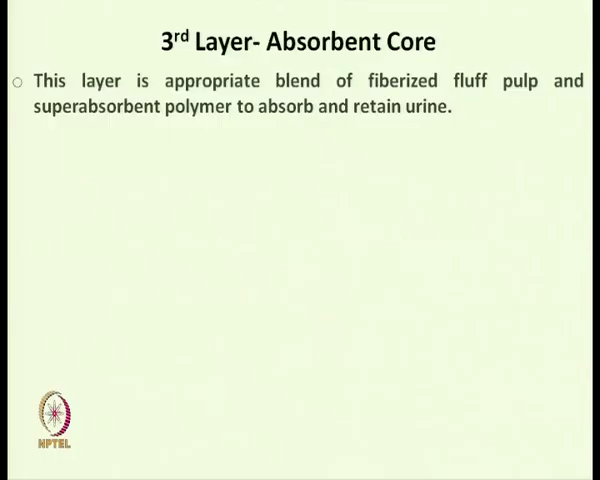 3rd Layer- Absorbent Core
○ This layer is appropriate blend of fiberized fluff pulp and
superabsorbent polymer to absorb and retain urine.
NPTEL